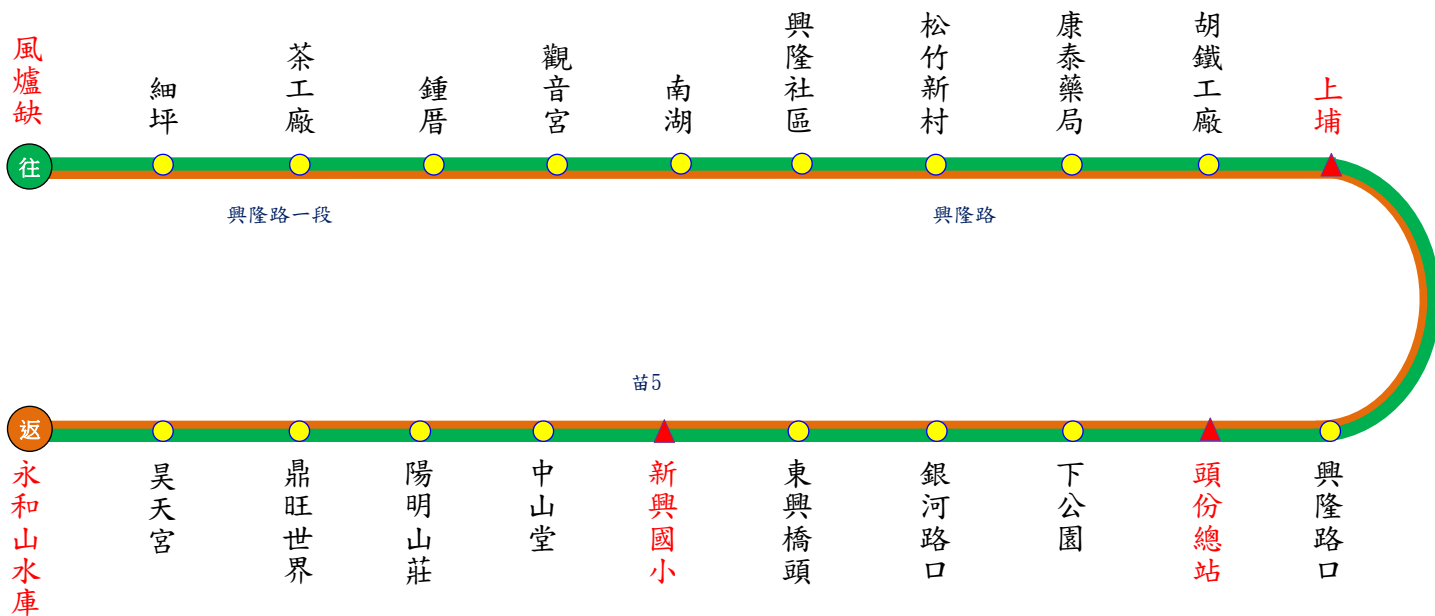 風爐缺
細坪
茶工廠
鍾厝
觀音宮
南湖
興隆社區
松竹新村
康泰藥局
胡鐵工廠
上埔
往
興隆路一段
興隆路
苗5
返
永和山水庫
昊天宮
鼎旺世界
陽明山莊
中山堂
新興國小
東興橋頭
銀河路口
下公園
頭份總站
興隆路口